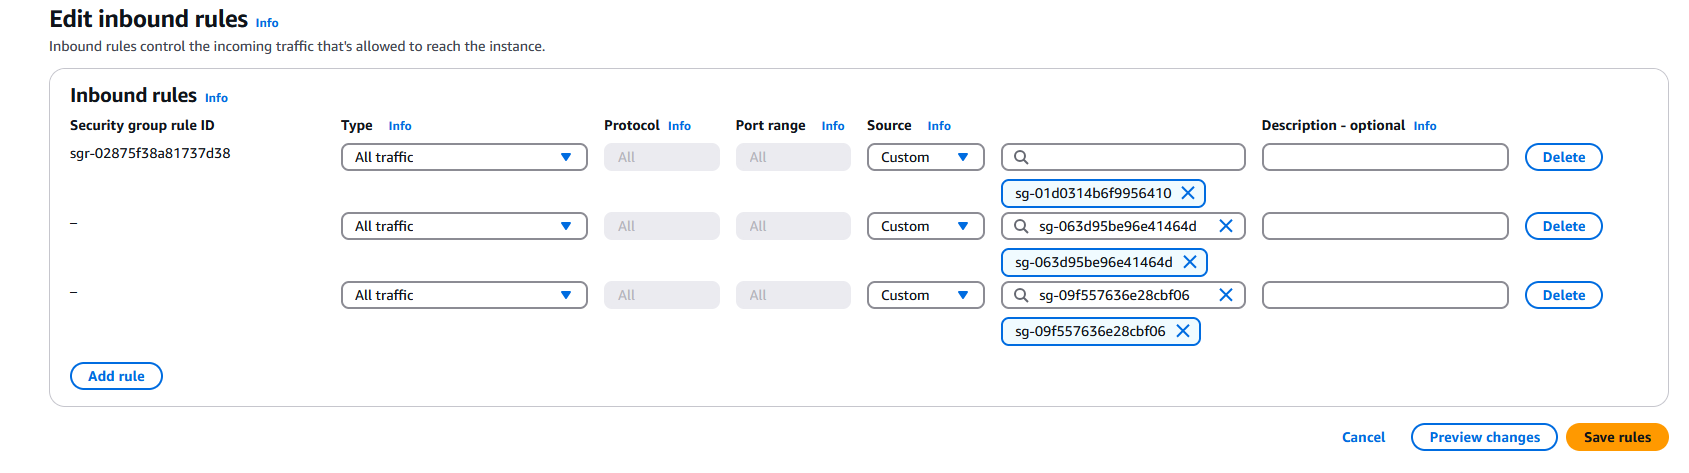 Edit inbound rules Info
Inbound rules control the incoming traffic that's allowed to reach the instance.
Inbound rules Info
Security group rule ID Type Info Protocol Info Port range Info Source Info Description - optional Info
sgr-02875f38a81737d38 All traffic All All Custom Delete
sg-01d0314b6f9956410
– All traffic All All Custom sg-063d95be96e41464d Delete
sg-063d95be96e41464d
– All traffic All All Custom sg-09f557636e28cbf06 Delete
sg-09f557636e28cbf06
Add rule
Cancel Preview changes Save rules